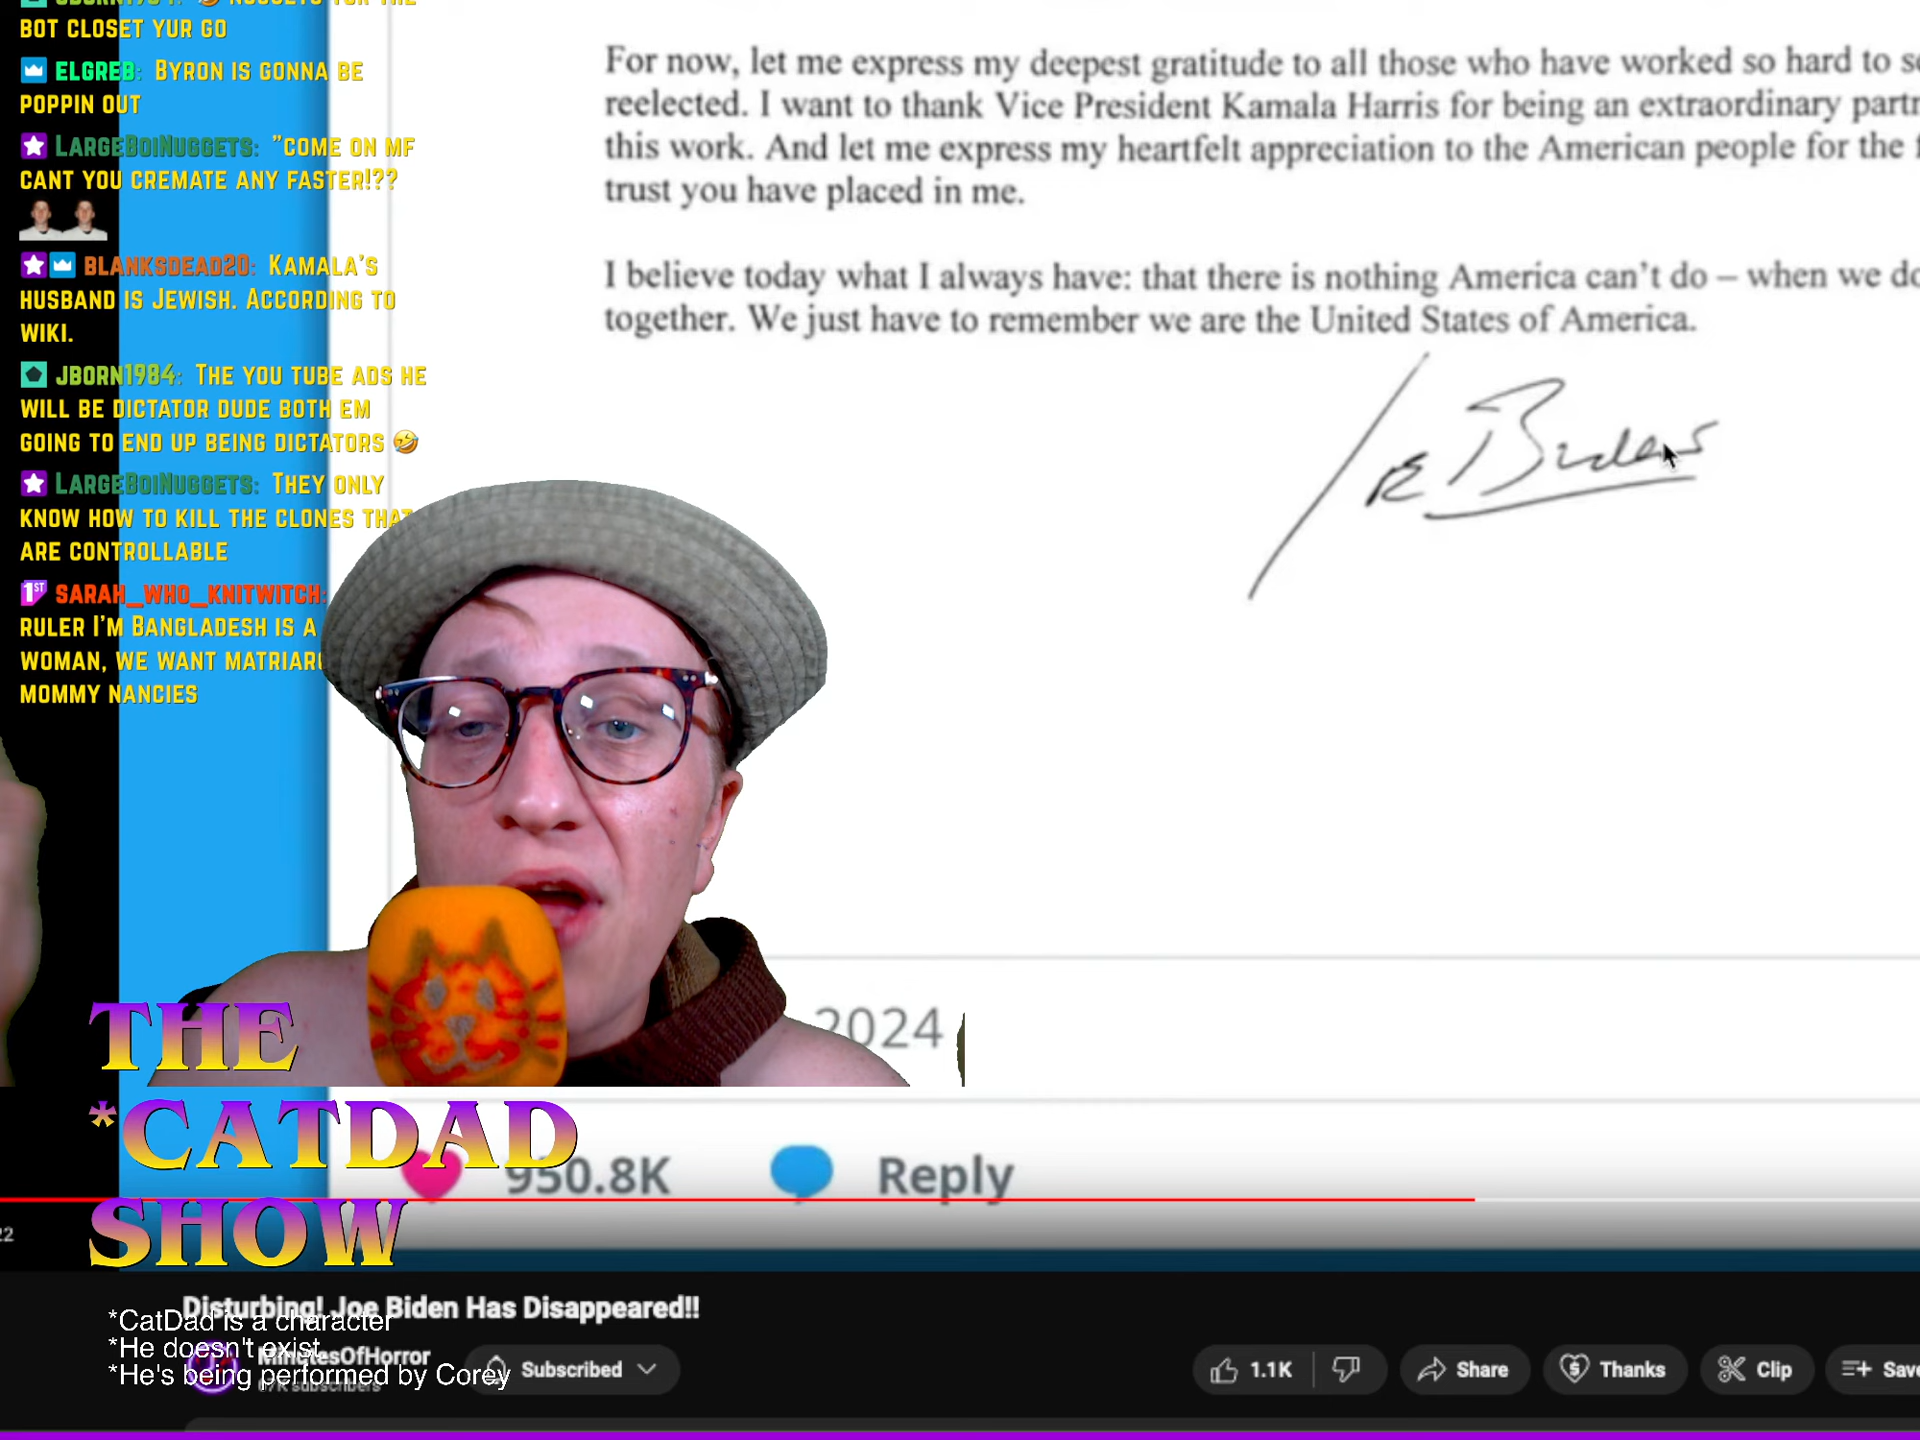 BOT CLOSET YUR GO
ELGREB: BYRON IS GONNA BE
POPPIN OUT
LARGEBOINUGGETS: "COME ON MF
CANT YOU CREMATE ANY FASTER!??
BLANKSDEAD20: KAMALA'S
HUSBAND IS JEWISH. ACCORDING TO
WIKI.
JBORN1984: THE YOU TUBE ADS HE
WILL BE DICTATOR DUDE BOTH EM
GOING TO END UP BEING DICTATORS 🤣
LARGEBOINUGGETS: THEY ONLY
KNOW HOW TO KILL THE CLONES THAT
ARE CONTROLLABLE
1ST SARAH_WHO_KNITWITCH:
RULER I'M BANGLADESH IS A
WOMAN, WE WANT
MOMMY NANCIES
For now, let me express my deepest gratitude to all those who have worked so hard to
reelected. I want to thank Vice President Kamala Harris for being an extraordinary
this work. And let me express my heartfelt appreciation to the American people for the
trust you have placed in me.
I believe today what I always have: that there is nothing America can't do – when we do
together. We just have to remember we are the United States of America.
Joe Biden
2024
THE
*CATDAD
SHOW
950.8K
Reply
22
Disturbing! Joe Biden Has Disappeared!!
*CatDad is a character
*He doesn't exist
*He's being performed by Corey
MinutesOfHorror
subscribers
Subscribed
1.1K
Share
Thanks
Clip
Save